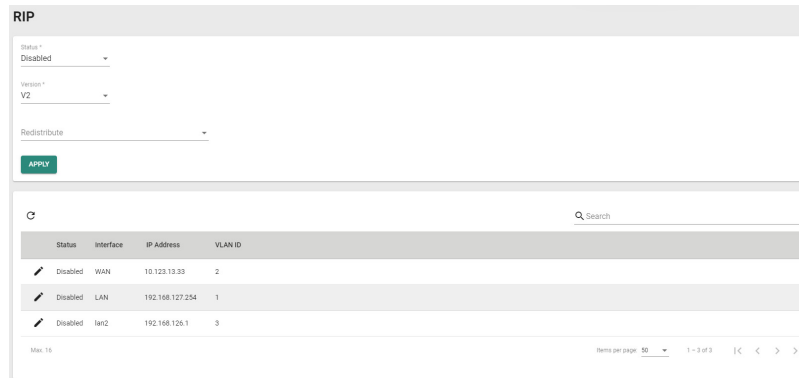 RIP
Status *
Disabled
Version *
V2
Redistribute
APPLY
Search
Status Interface IP Address VLAN ID
Disabled WAN 10.123.13.33 2
Disabled LAN 192.168.127.254 1
Disabled lan2 192.168.126.1 3
Max. 16 Items per page: 50 1 – 3 of 3